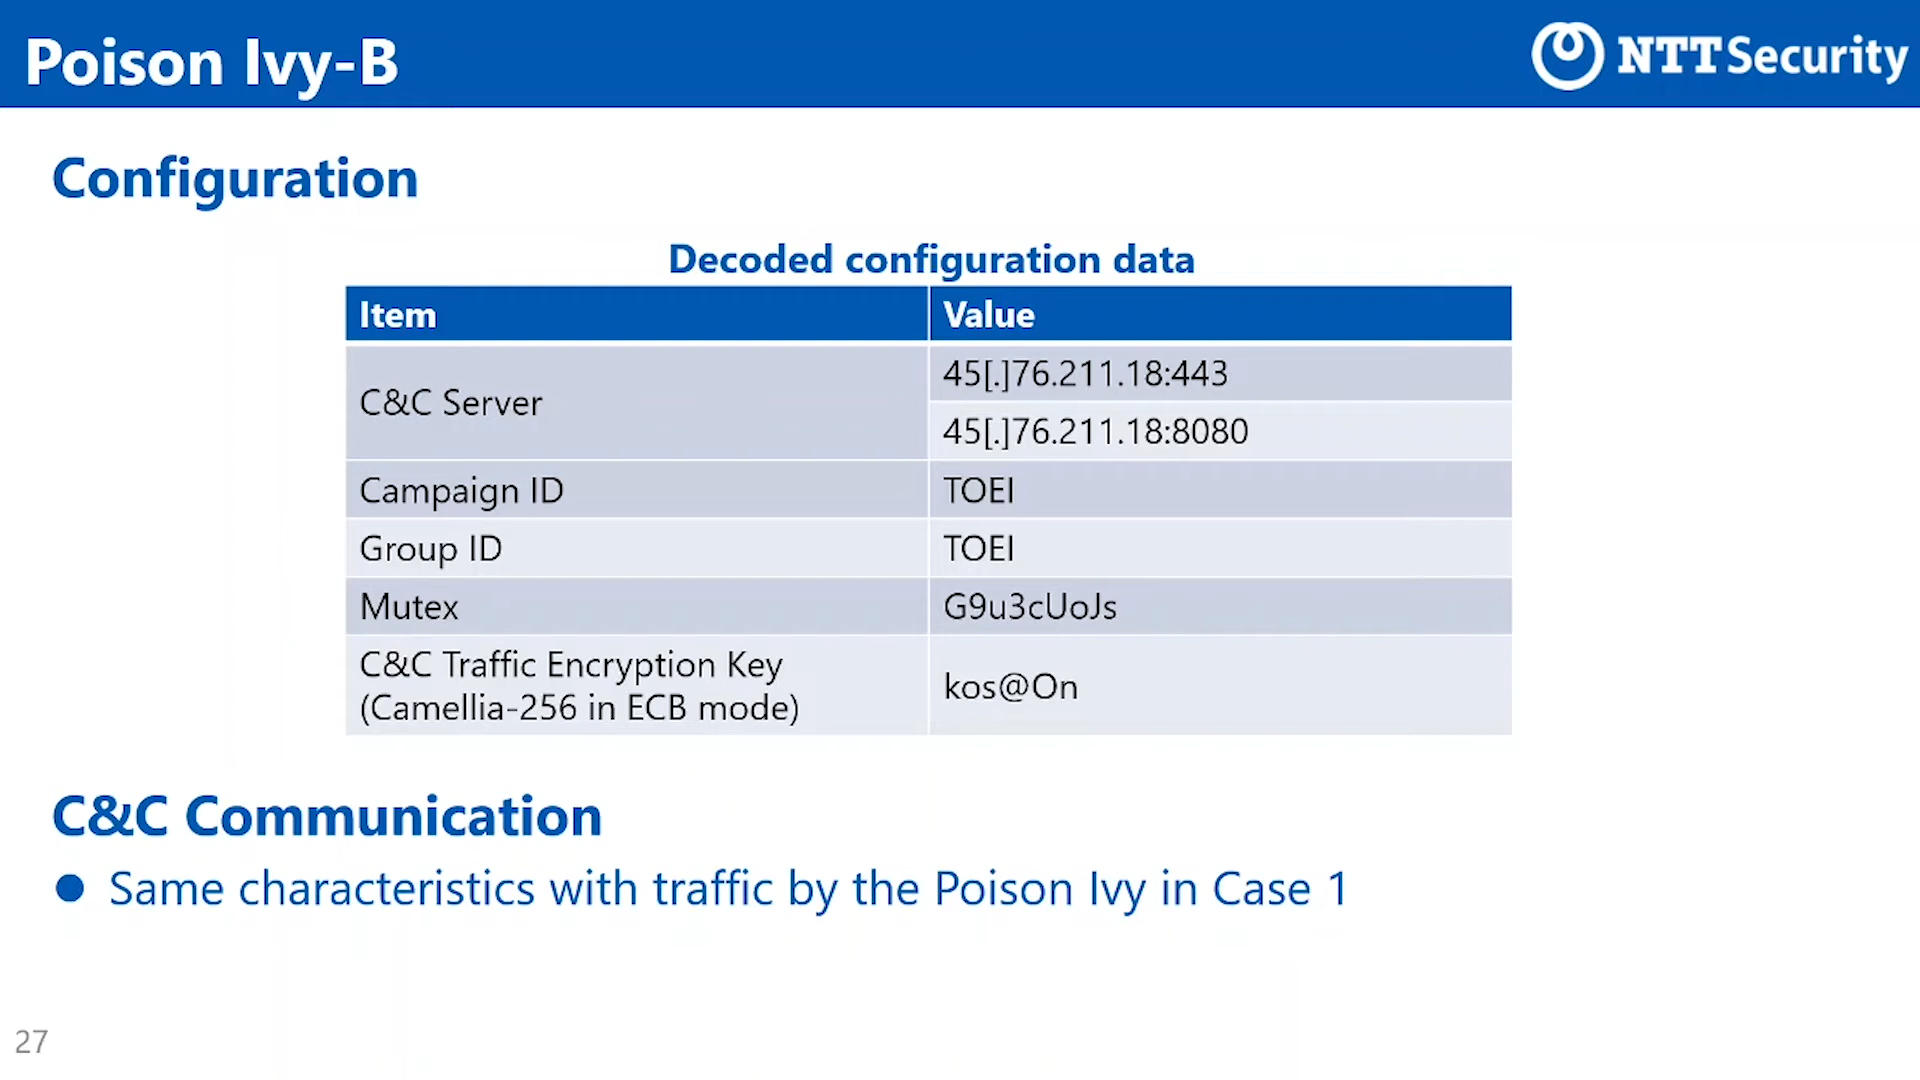 Poison Ivy-B
NTT Security
Configuration
Decoded configuration data
Item Value
C&C Server
45[.]76.211.18:443
45[.]76.211.18:8080
Campaign ID TOEI
Group ID TOEI
Mutex G9u3cUoJs
C&C Traffic Encryption Key
(Camellia-256 in ECB mode)
kos@On
C&C Communication
● Same characteristics with traffic by the Poison Ivy in Case 1
27